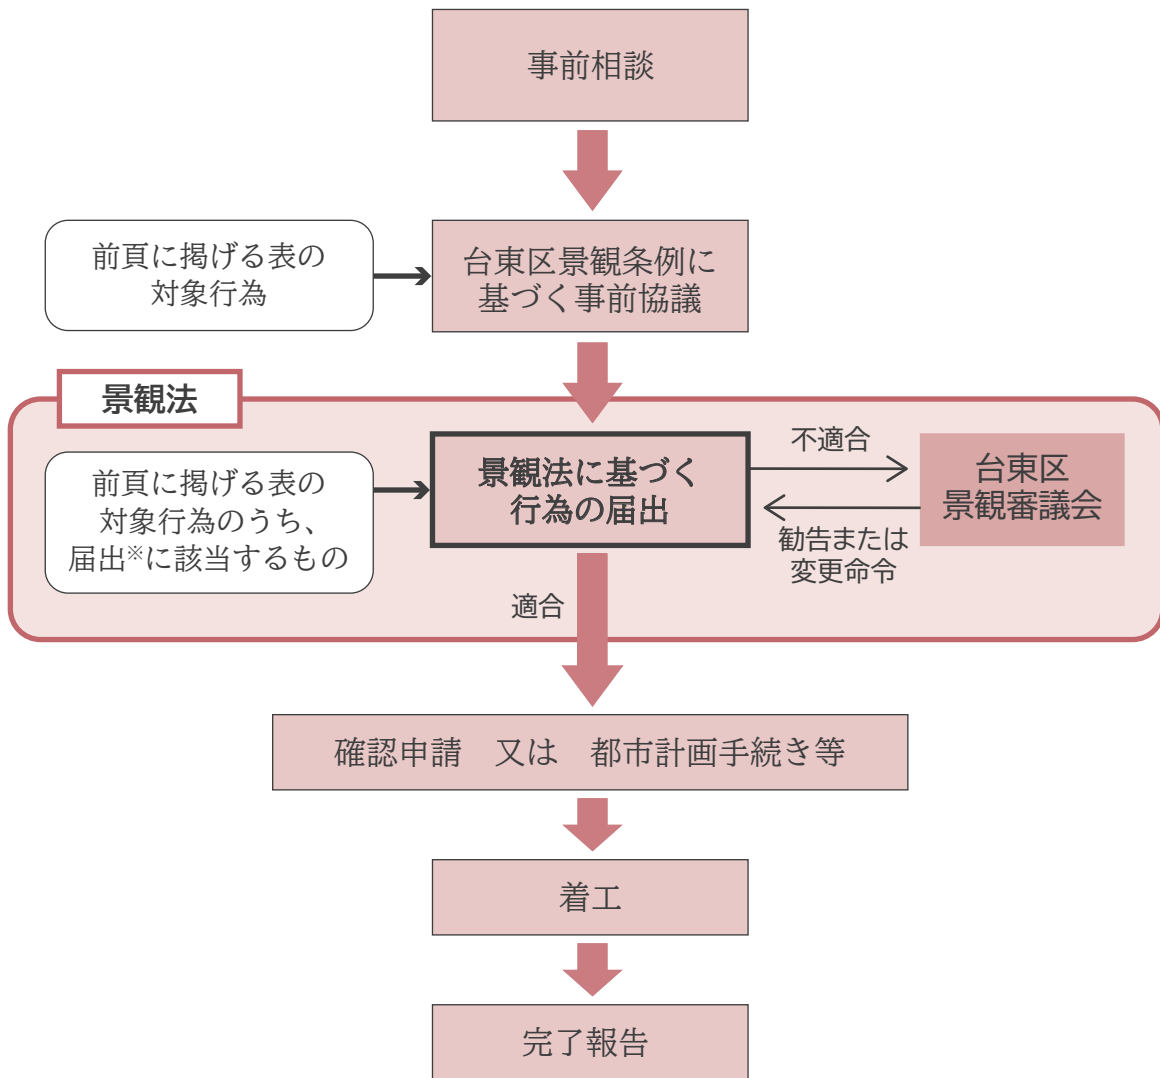 事前相談
前頁に掲げる表の
対象行為
台東区景観条例に
基づく事前協議
景観法
前頁に掲げる表の
対象行為のうち、
届出※に該当するもの
景観法に基づく
行為の届出
不適合
勧告または
変更命令
台東区
景観審議会
適合
確認申請　又は　都市計画手続き等
着工
完了報告